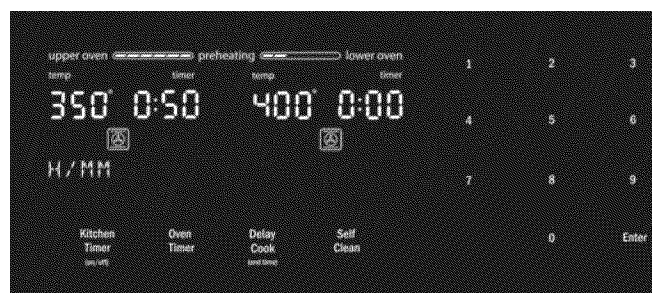 upper oven preheating lower oven
temp timer temp timer
350° 0:50 400° 0:00
H/MM
1 2 3
4 5 6
7 8 9
0 Enter
Kitchen Timer (on/off)
Oven Timer
Delay Cook (end time)
Self Clean